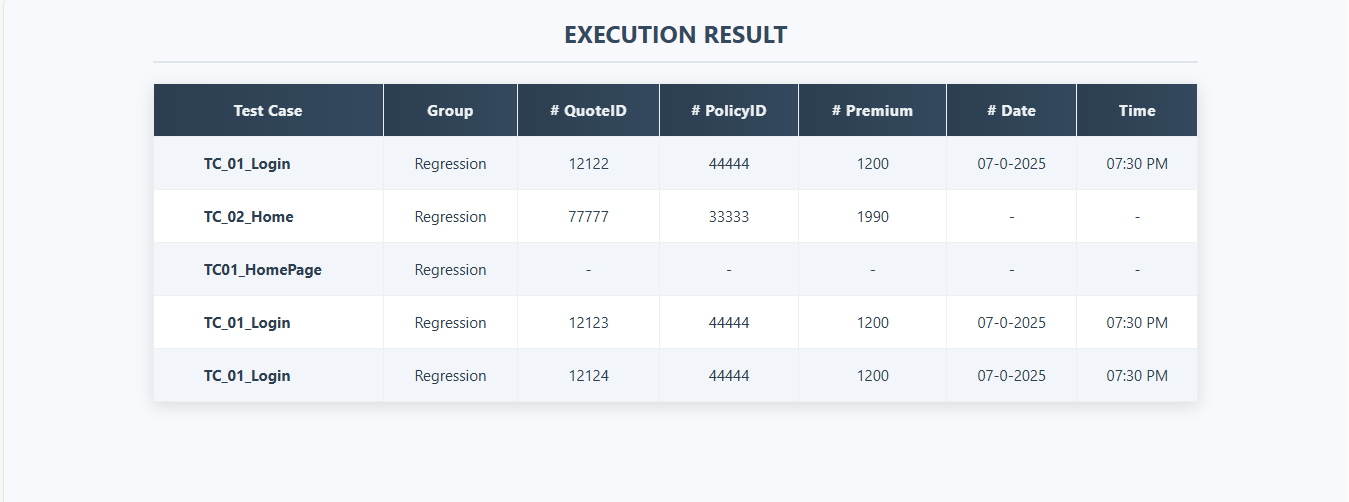 EXECUTION RESULT
Test Case Group # QuoteID # PolicyID # Premium # Date Time
TC_01_Login Regression 12122 44444 1200 07-0-2025 07:30 PM
TC_02_Home Regression 77777 33333 1990 - -
TC01_HomePage Regression - - - - -
TC_01_Login Regression 12123 44444 1200 07-0-2025 07:30 PM
TC_01_Login Regression 12124 44444 1200 07-0-2025 07:30 PM